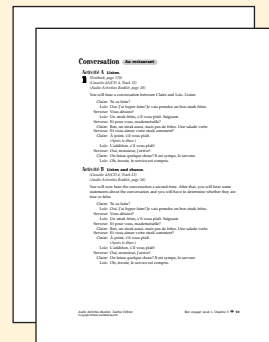 Conversation Au restaurant
Activité A Listen.
(Textbook, page 170)
(Cassette 4A/CD 4, Track 12)
(Audio Activities Booklet, page 28)
You will hear a conversation between Claire and Loïc. Listen.
Claire: Tu as faim?
Loïc: Oui. J'ai hyper faim! Je vais prendre un bon steak frites.
Serveur: Vous désirez?
Loïc: Un steak frites, s'il vous plaît. Saignant.
Serveur: Et pour vous, mademoiselle?
Claire: Bon, un steak aussi, mais pas de frites. Une salade verte.
Serveur: Et vous aimez votre steak comment?
Claire: À point, s'il vous plaît.
(Après le dîner)
Loïc: L'addition, s'il vous plaît!
Serveur: Oui, monsieur. J'arrive!
Claire: On laisse quelque chose? Il est sympa, le serveur.
Loïc: Oh, écoute, le service est compris.
Activité B Listen and choose.
(Cassette 4A/CD 4, Track 13)
(Audio Activities Booklet, page 28)
You will now hear the conversation a second time. After that, you will hear some
statements about the conversation and you will have to determine whether they are
true or false.
Claire: Tu as faim?
Loïc: Oui. J'ai hyper faim! Je vais prendre un bon steak frites.
Serveur: Vous désirez?
Loïc: Un steak frites, s'il vous plaît. Saignant.
Serveur: Et pour vous, mademoiselle?
Claire: Bon, un steak aussi, mais pas de frites. Une salade verte.
Serveur: Et vous aimez votre steak comment?
Claire: À point, s'il vous plaît.
(Après le dîner)
Loïc: L'addition, s'il vous plaît!
Serveur: Oui, monsieur. J'arrive!
Claire: On laisse quelque chose? Il est sympa, le serveur.
Loïc: Oh, écoute, le service est compris.
Audio Activities Booklet, Teacher Edition
Bon voyage! Level 1, Chapitre 5